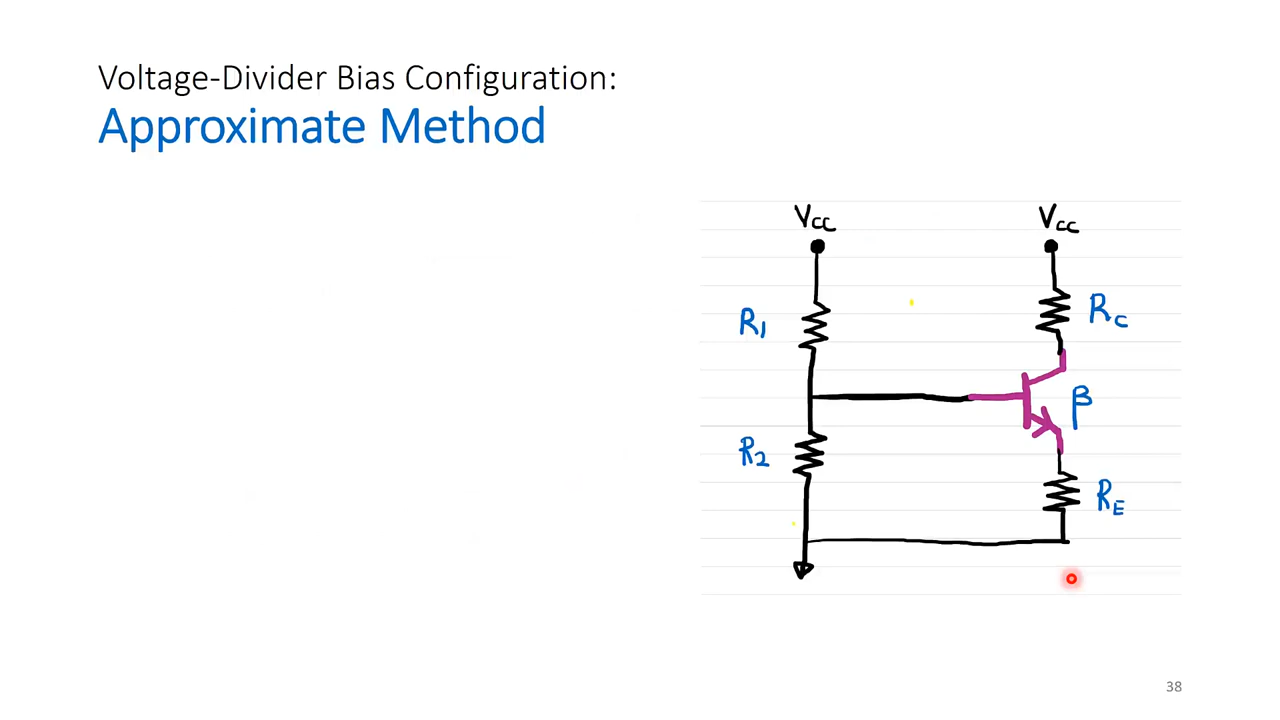 Voltage-Divider Bias Configuration:
Approximate Method
VCC VCC
R1 RC
β
R2
RE
38